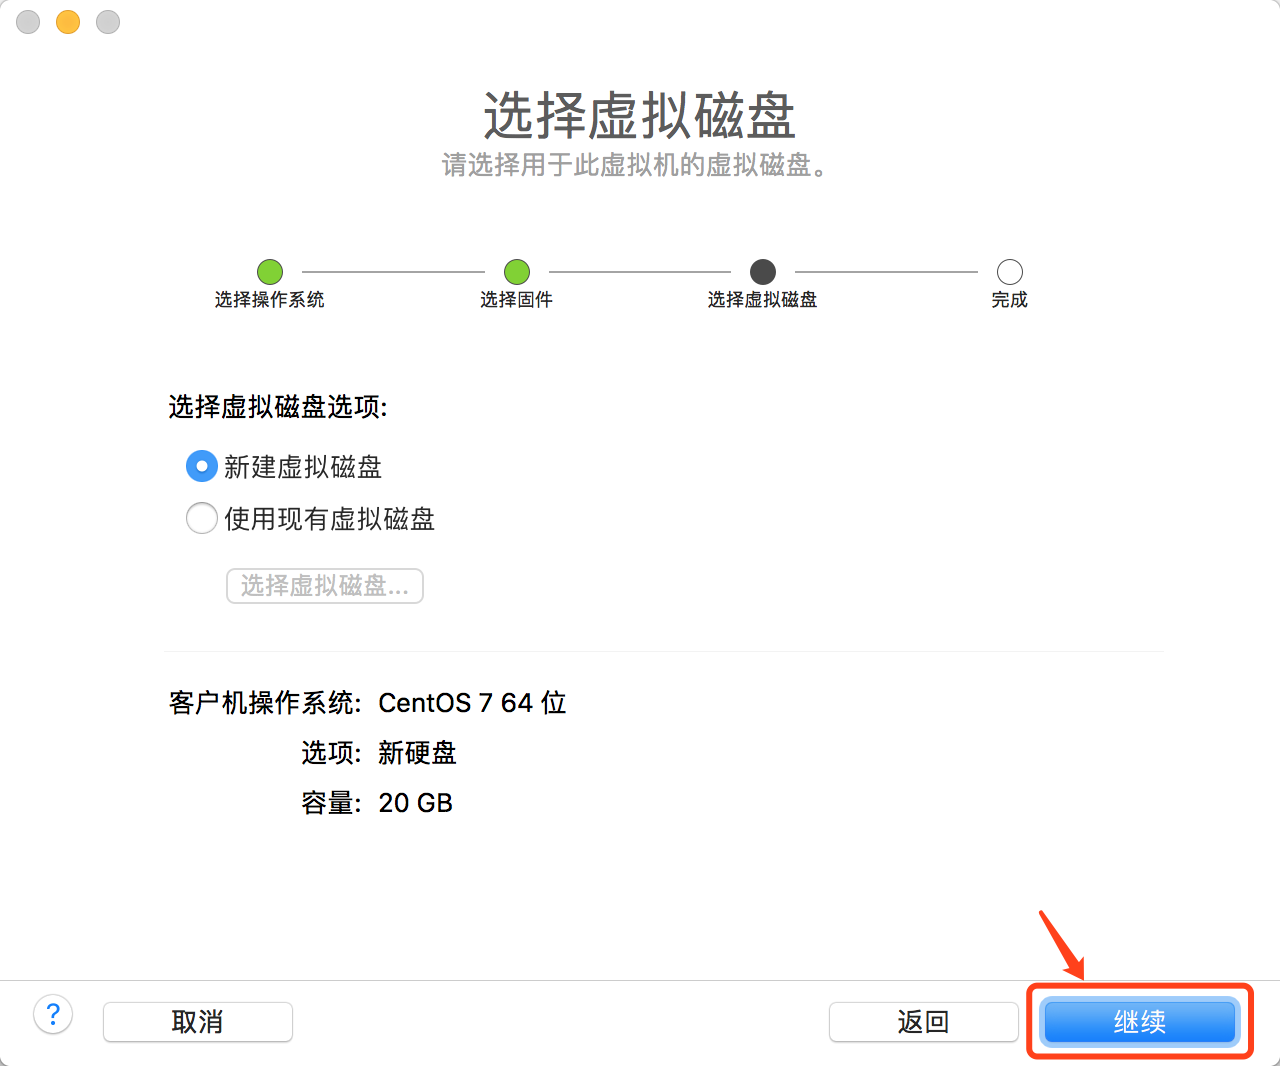 选择虚拟磁盘
请选择用于此虚拟机的虚拟磁盘。
选择操作系统 选择固件 选择虚拟磁盘 完成
选择虚拟磁盘选项:
新建虚拟磁盘
使用现有虚拟磁盘
选择虚拟磁盘...
客户机操作系统: CentOS 7 64 位
选项: 新硬盘
容量: 20 GB
? 取消 返回 继续